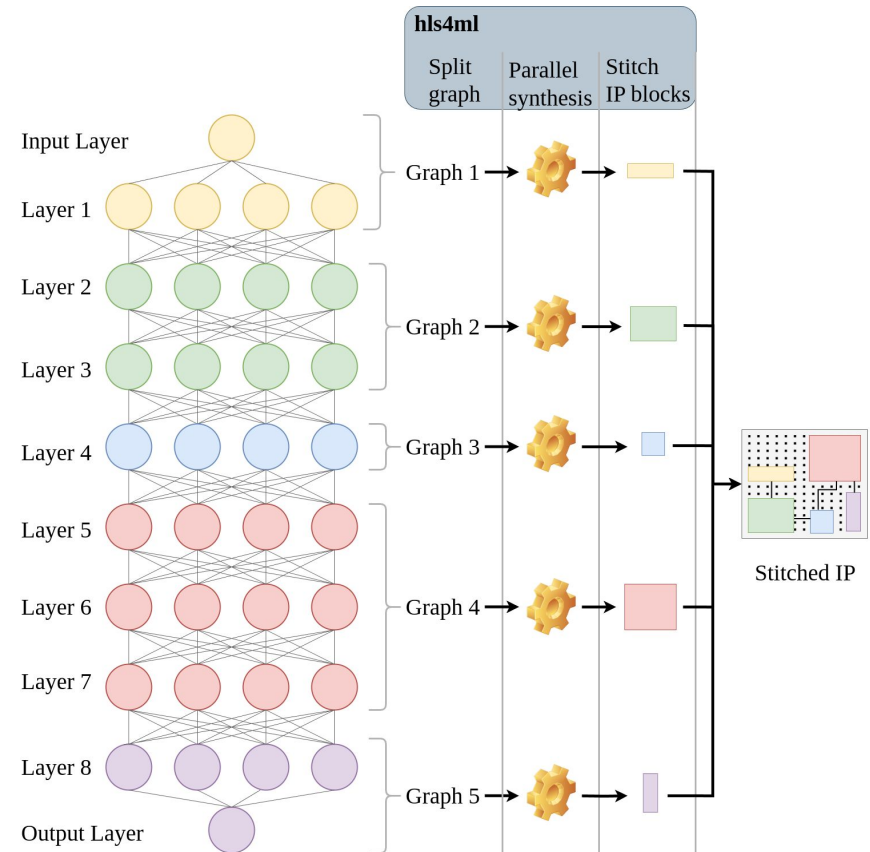 hls4ml
Split
graph
Parallel
synthesis
Stitch
IP blocks
Input Layer
Layer 1
Layer 2
Layer 3
Layer 4
Layer 5
Layer 6
Layer 7
Layer 8
Output Layer
Graph 1
Graph 2
Graph 3
Graph 4
Graph 5
Stitched IP